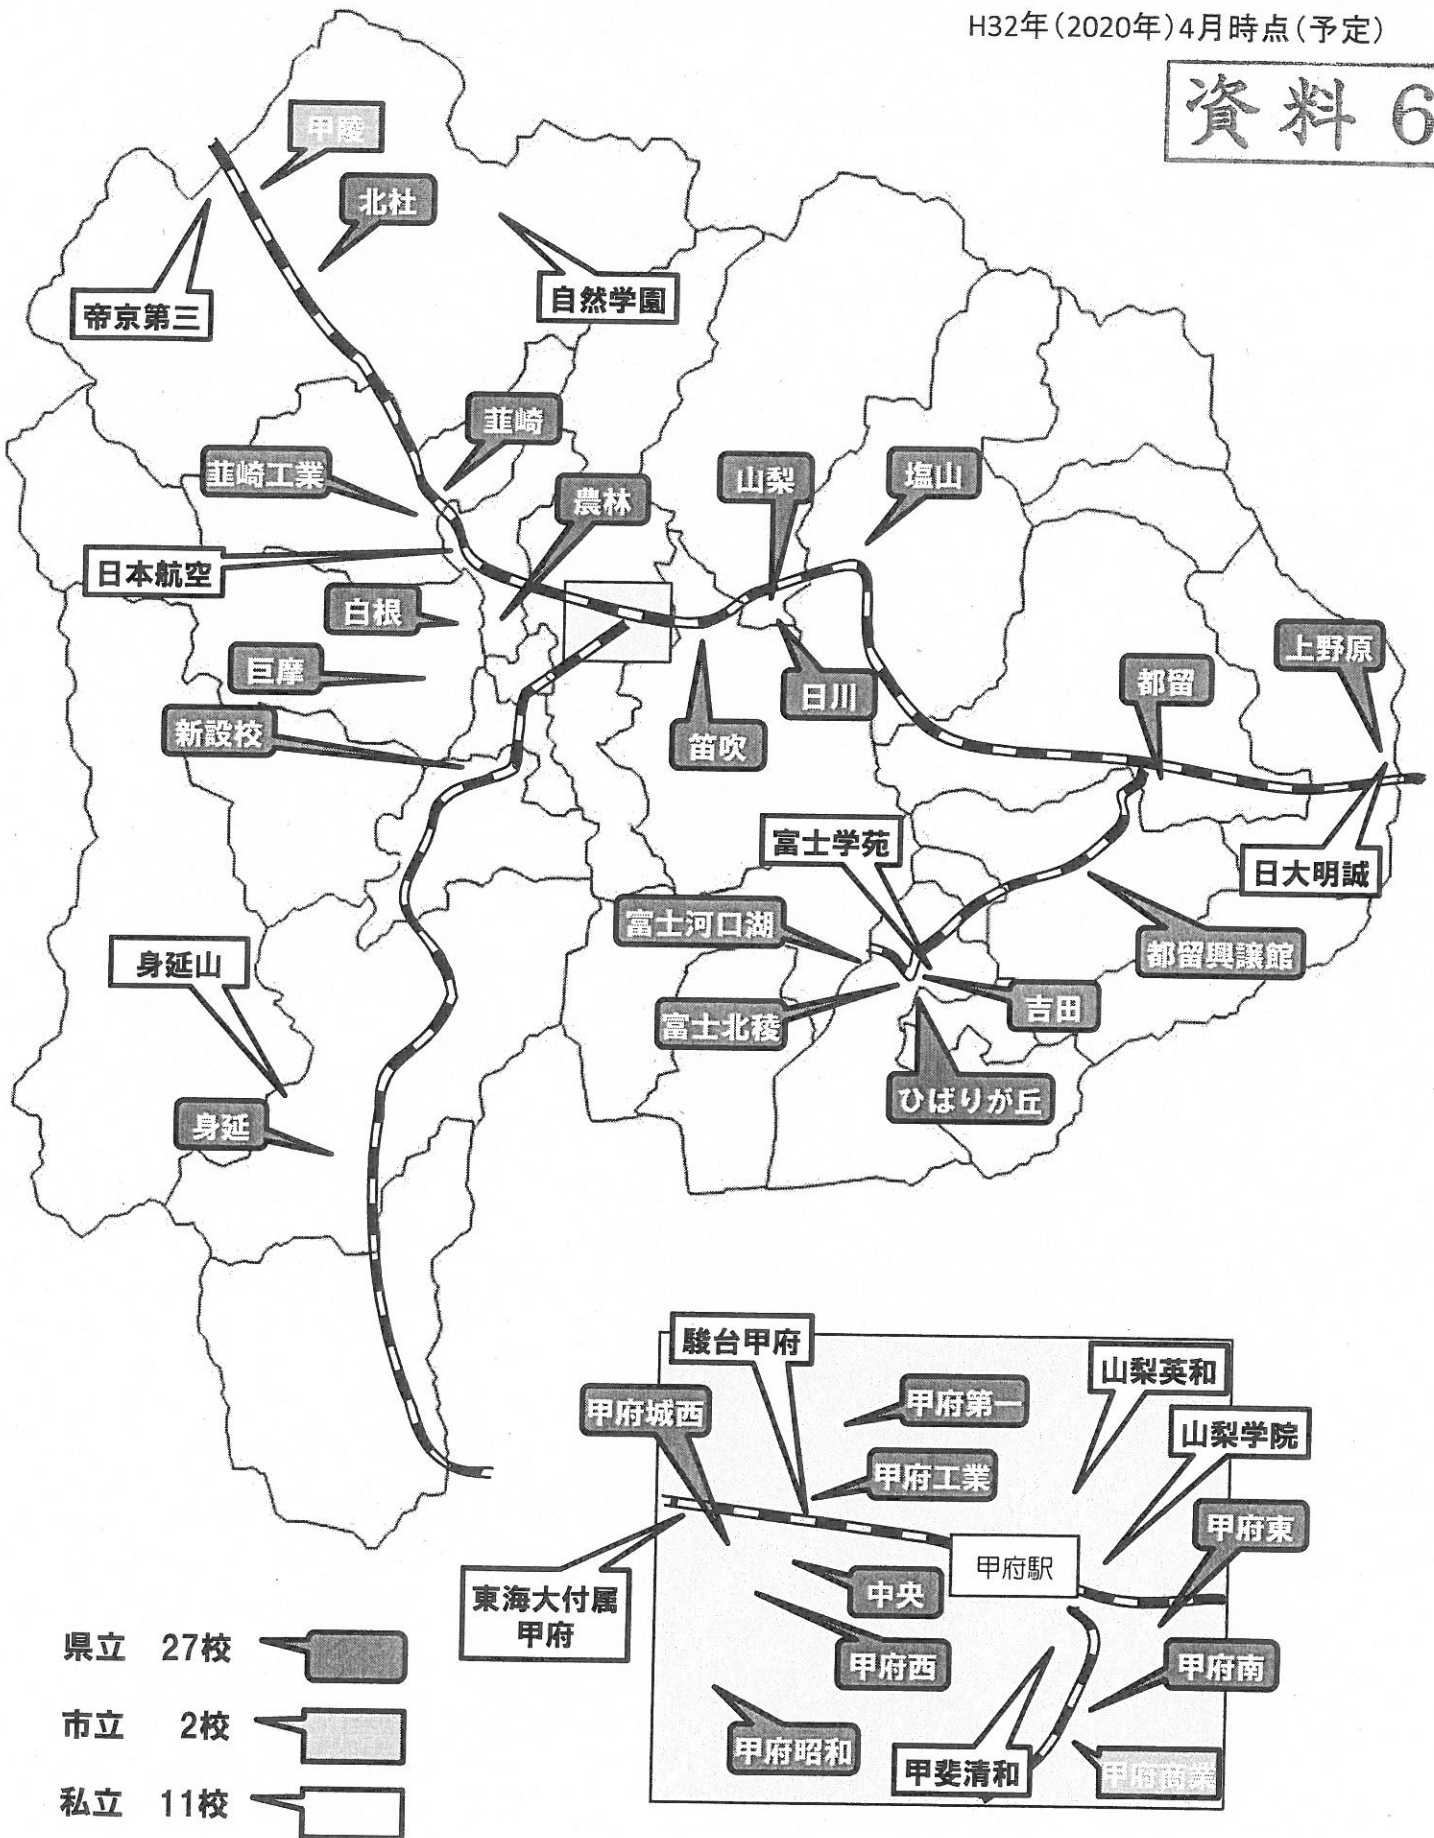 H32年(2020年)4月時点(予定)
資料 6
甲陵
北杜
帝京第三
自然学園
韮崎
韮崎工業
農林
山梨
塩山
日本航空
白根
巨摩
新設校
日川
笛吹
都留
上野原
富士学苑
日大明誠
富士河口湖
都留興譲館
身延山
吉田
富士北稜
ひばりが丘
身延
駿台甲府
山梨英和
甲府城西
甲府第一
山梨学院
甲府工業
甲府東
甲府駅
東海大付属
甲府
中央
甲府西
甲府南
甲府昭和
甲斐清和
甲府商業
県立 27校
市立 2校
私立 11校